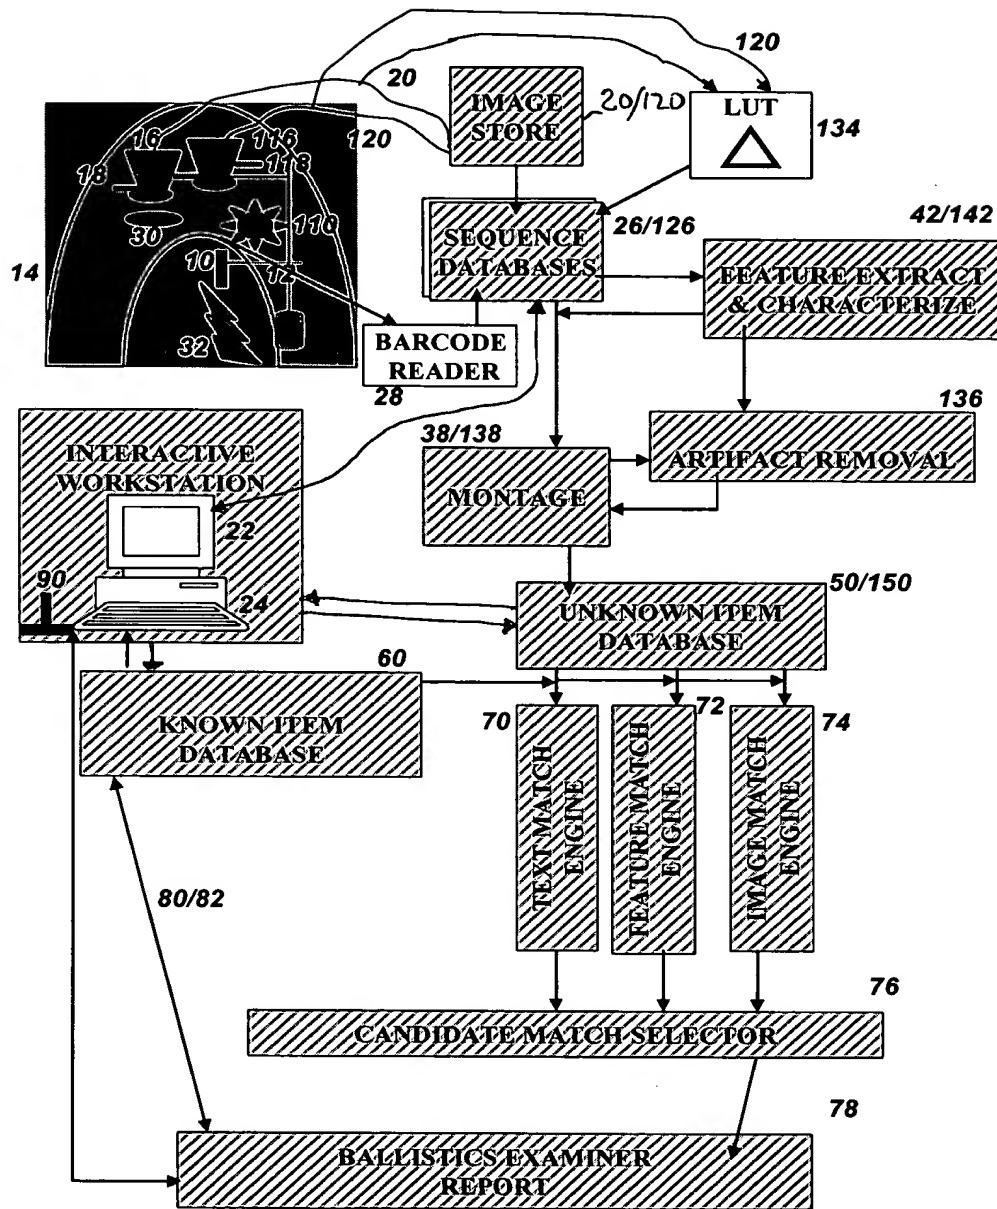 120
20
IMAGE
STORE
20/120
LUT
134
16
116
120
118
18
30
110
10
12
14
32
26/126
SEQUENCE
DATABASES
42/142
FEATURE EXTRACT
& CHARACTERIZE
BARCODE
READER
28
136
ARTIFACT REMOVAL
38/138
MONTAGE
INTERACTIVE
WORKSTATION
22
90
24
50/150
UNKNOWN ITEM
DATABASE
60
KNOWN ITEM
DATABASE
70
72
74
TEXT MATCH
ENGINE
FEATURE MATCH
ENGINE
IMAGE MATCH
ENGINE
80/82
76
CANDIDATE MATCH SELECTOR
78
BALLISTICS EXAMINER
REPORT